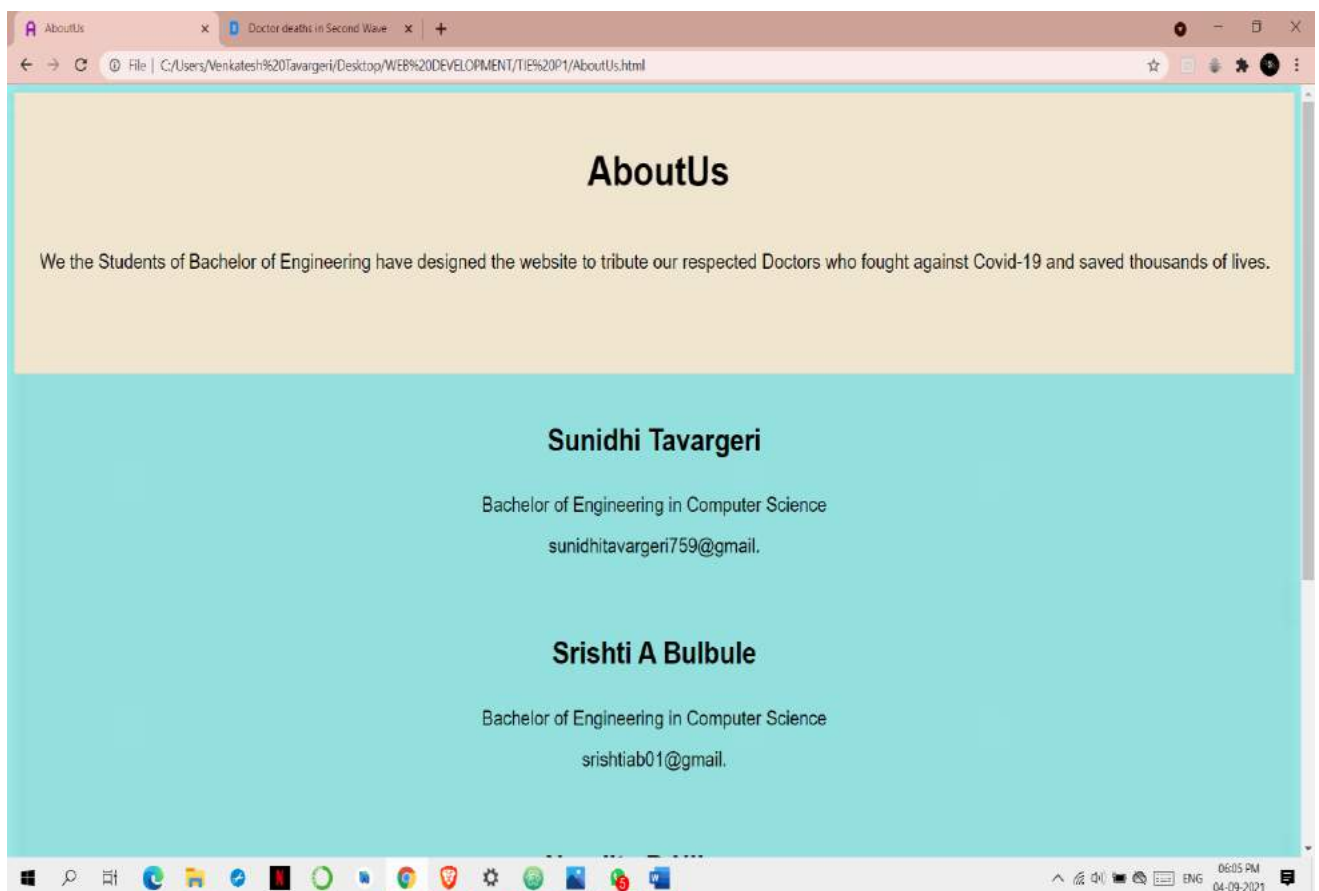 AboutUs
Doctor deaths in Second Wave
File | C:/Users/Venkatesh%20Tavargeri/Desktop/WEB%20DEVELOPMENT/TIE%20P1/AboutUs.html
AboutUs
We the Students of Bachelor of Engineering have designed the website to tribute our respected Doctors who fought against Covid-19 and saved thousands of lives.
Sunidhi Tavargeri
Bachelor of Engineering in Computer Science
sunidhitavargeri759@gmail.
Srishti A Bulbule
Bachelor of Engineering in Computer Science
srishtiab01@gmail.
ENG
06:05 PM
04-09-2021